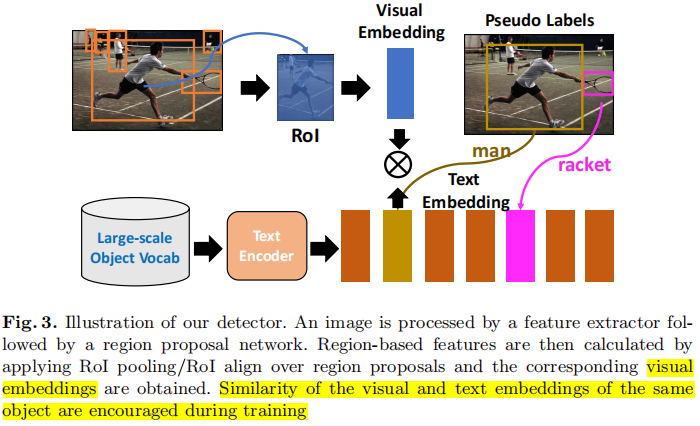 Visual
Embedding
Pseudo Labels
RoI
man
racket
Text
Embedding
Large-scale
Object Vocab
Text
Encoder
Fig. 3. Illustration of our detector. An image is processed by a feature extractor fol-
lowed by a region proposal network. Region-based features are then calculated by
applying RoI pooling/RoI align over region proposals and the corresponding visual
embeddings are obtained. Similarity of the visual and text embeddings of the same
object are encouraged during training